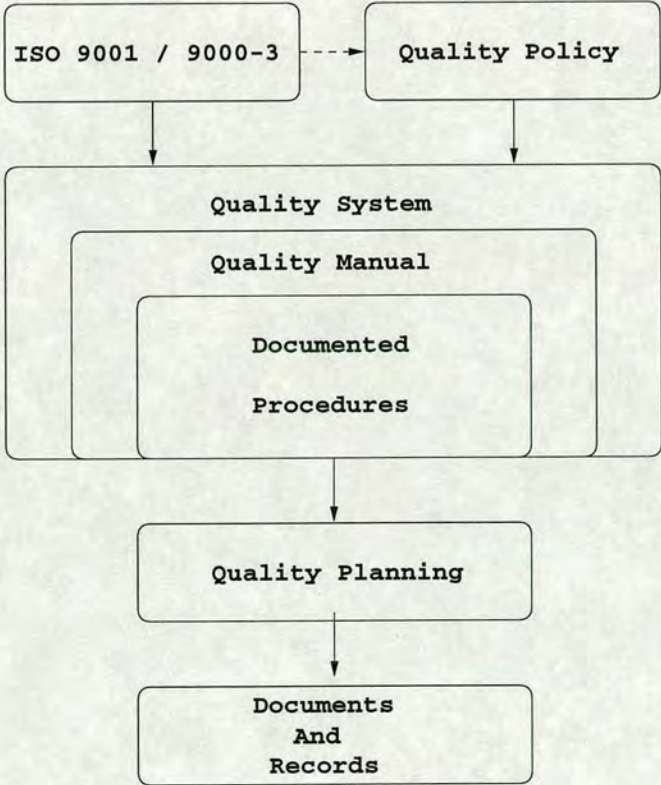 ISO 9001 / 9000-3
Quality Policy
Quality System
Quality Manual
Documented
Procedures
Quality Planning
Documents
And
Records